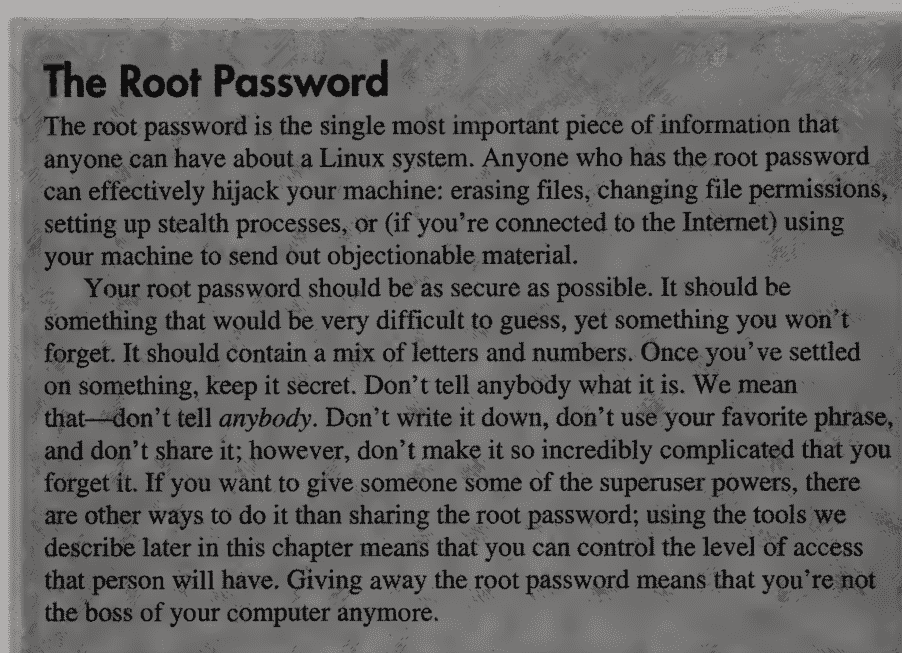 The Root Password
The root password is the single most important piece of information that
anyone can have about a Linux system. Anyone who has the root password
can effectively hijack your machine: erasing files, changing file permissions,
setting up stealth processes, or (if you're connected to the Internet) using
your machine to send out objectionable material.
Your root password should be as secure as possible. It should be
something that would be very difficult to guess, yet something you won't
forget. It should contain a mix of letters and numbers. Once you've settled
on something, keep it secret. Don't tell anybody what it is. We mean
that—don't tell anybody. Don't write it down, don't use your favorite phrase,
and don't share it; however, don't make it so incredibly complicated that you
forget it. If you want to give someone some of the superuser powers, there
are other ways to do it than sharing the root password; using the tools we
describe later in this chapter means that you can control the level of access
that person will have. Giving away the root password means that you're not
the boss of your computer anymore.